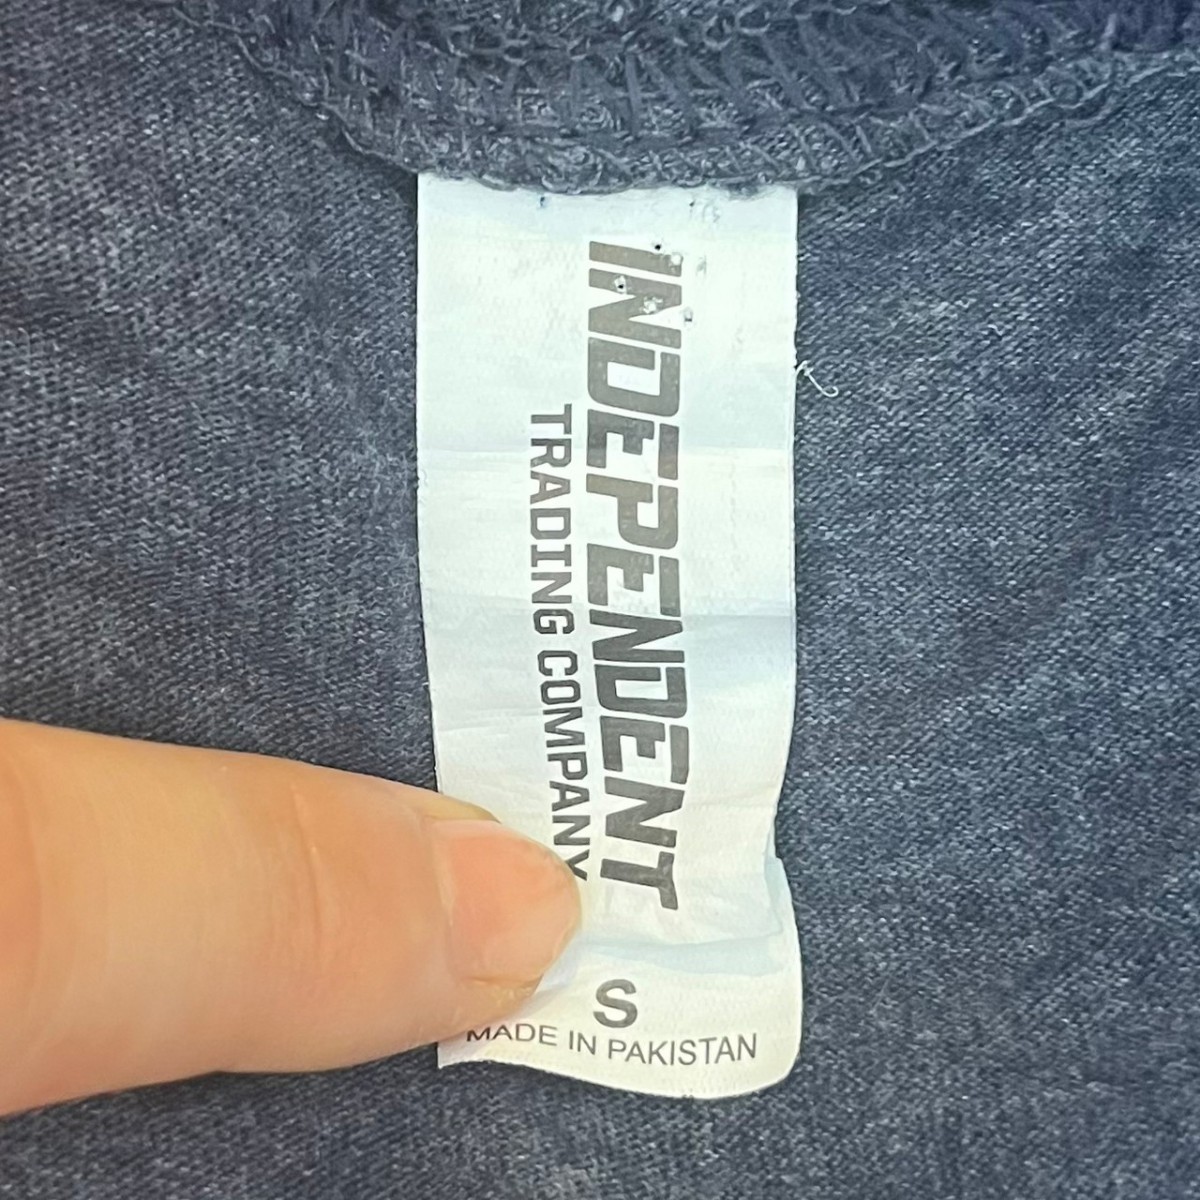 INDEPENDENT
TRADING COMPANY
S
MADE IN PAKISTAN